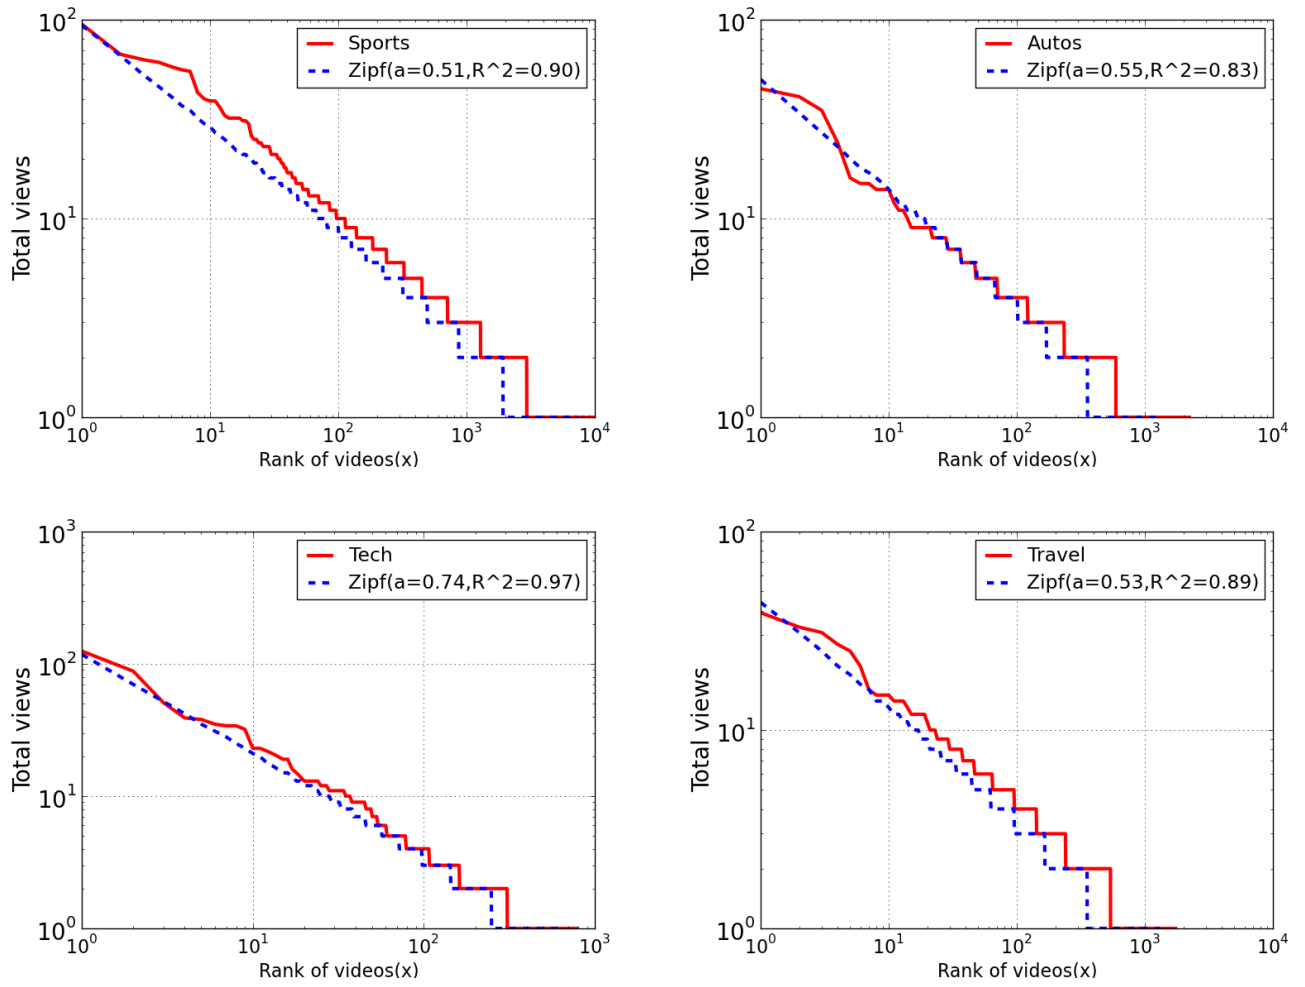 10^2
Sports
Zipf(a=0.51,R^2=0.90)
Total views
10^1
10^0
10^0 10^1 10^2 10^3 10^4
Rank of videos(x)
10^2
Autos
Zipf(a=0.55,R^2=0.83)
Total views
10^1
10^0
10^0 10^1 10^2 10^3 10^4
Rank of videos(x)
10^3
Tech
Zipf(a=0.74,R^2=0.97)
10^2
Total views
10^1
10^0
10^0 10^1 10^2 10^3
Rank of videos(x)
10^2
Travel
Zipf(a=0.53,R^2=0.89)
Total views
10^1
10^0
10^0 10^1 10^2 10^3 10^4
Rank of videos(x)